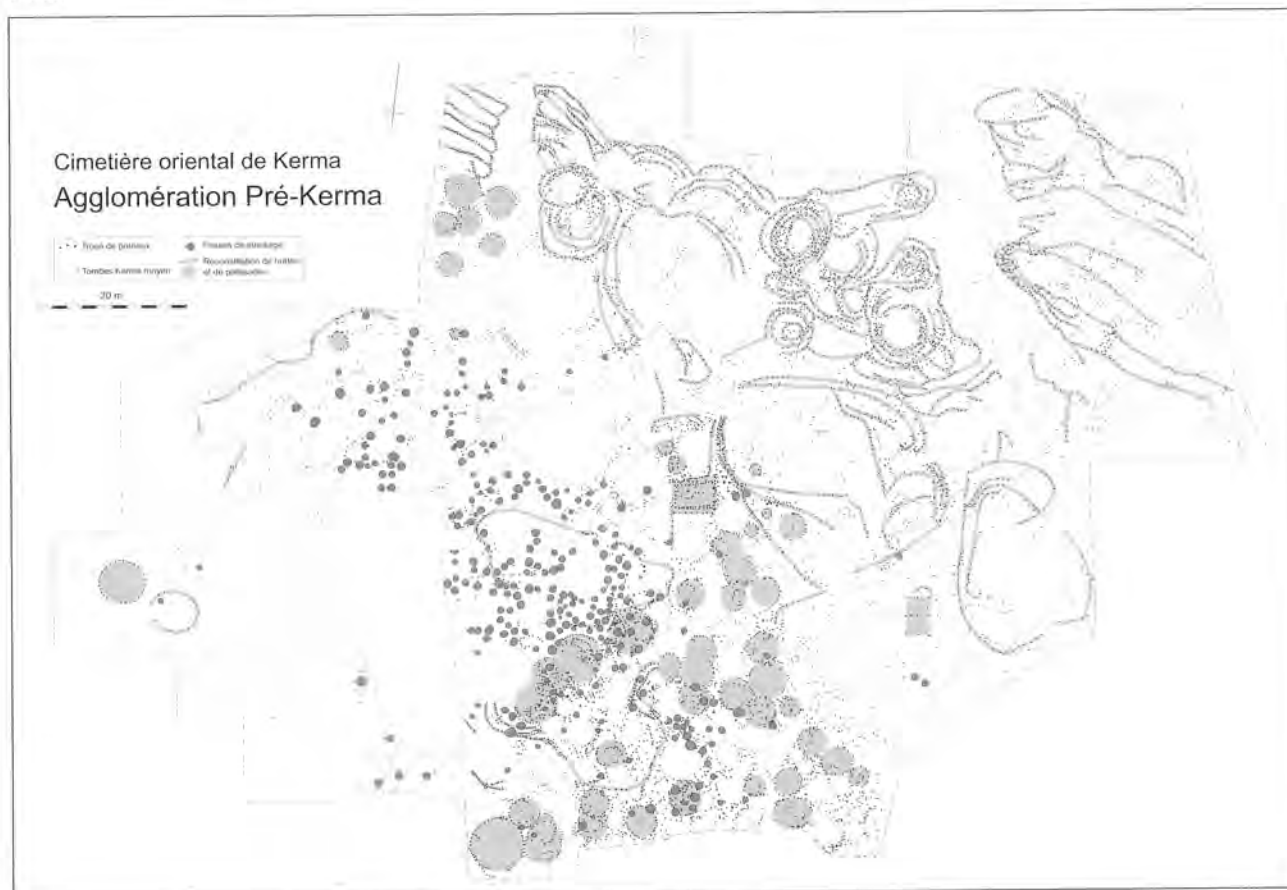 Cimetière oriental de Kerma
Agglomération Pré-Kerma
Trous de poteaux
Fosses de stockage
Tombes Kerma moyen
Reconstitution de huttes
et de palissades
20 m